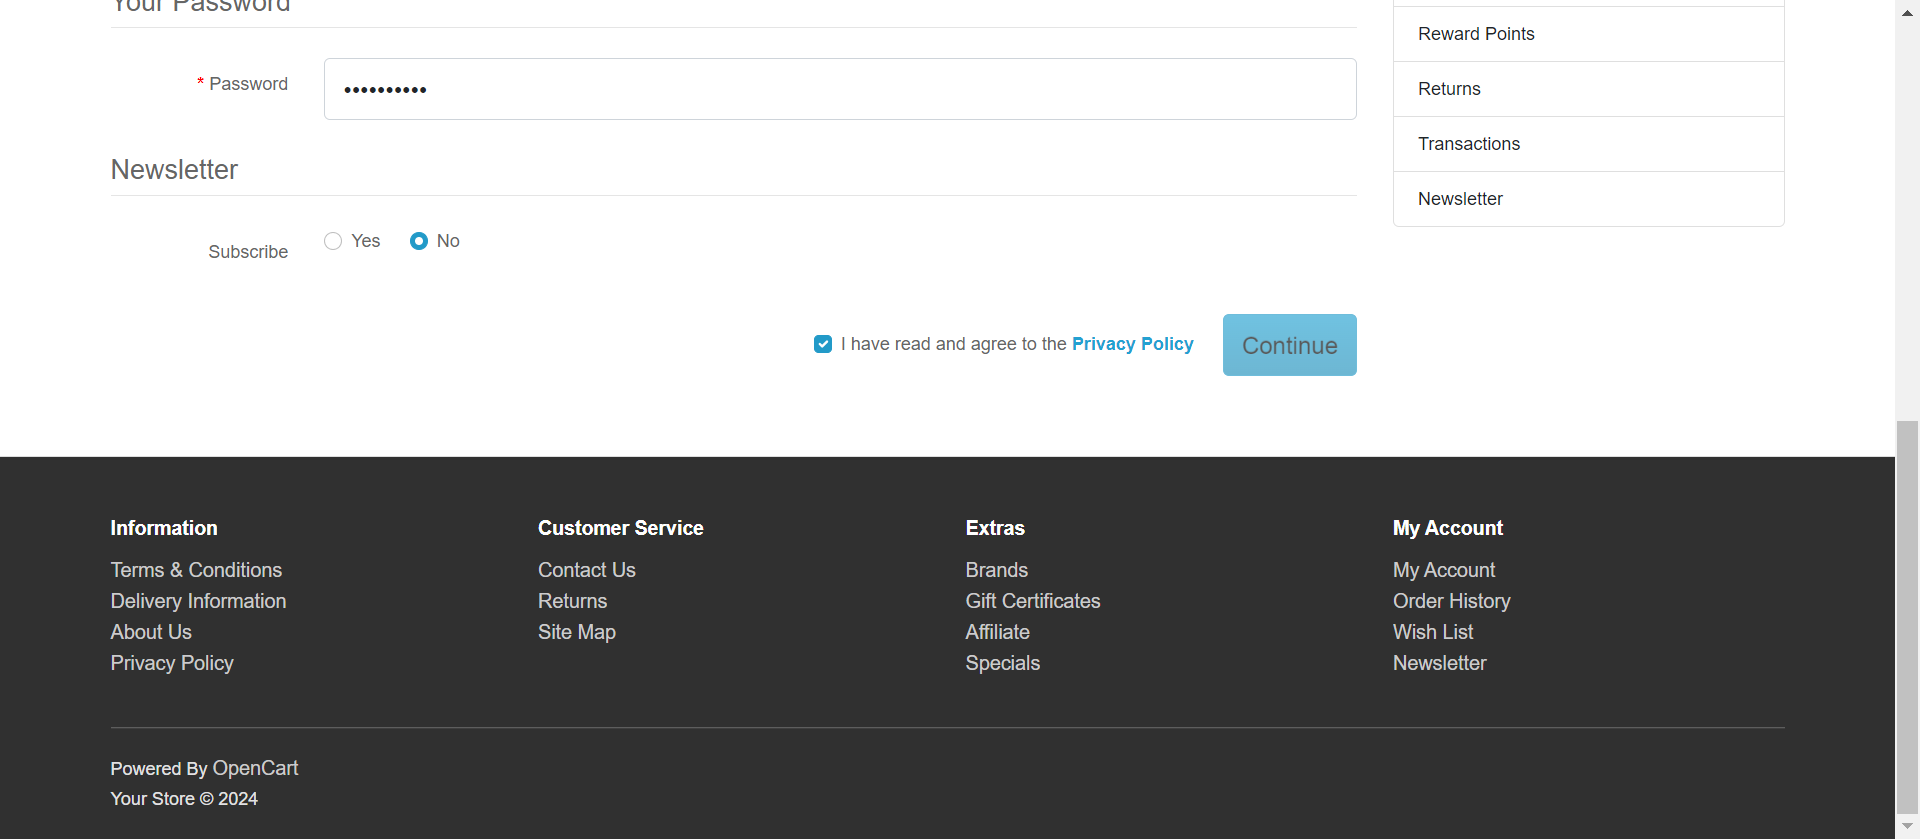 Your Password
* Password
••••••••••
Newsletter
Subscribe
Yes
No
I have read and agree to the Privacy Policy
Continue
Reward Points
Returns
Transactions
Newsletter
Information
Terms & Conditions
Delivery Information
About Us
Privacy Policy
Customer Service
Contact Us
Returns
Site Map
Extras
Brands
Gift Certificates
Affiliate
Specials
My Account
My Account
Order History
Wish List
Newsletter
Powered By OpenCart
Your Store © 2024